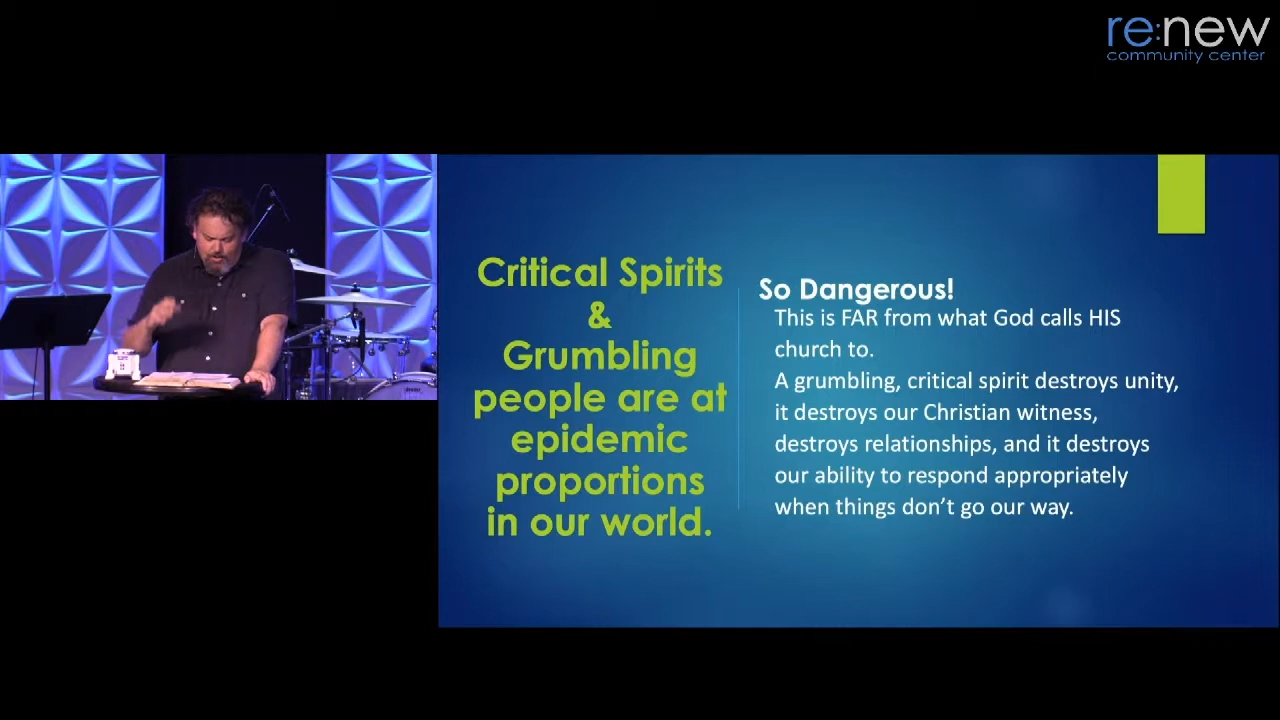 re:new
community center
Critical Spirits
&
Grumbling
people are at
epidemic
proportions
in our world.
So Dangerous!
This is FAR from what God calls HIS
church to.
A grumbling, critical spirit destroys unity,
it destroys our Christian witness,
destroys relationships, and it destroys
our ability to respond appropriately
when things don’t go our way.